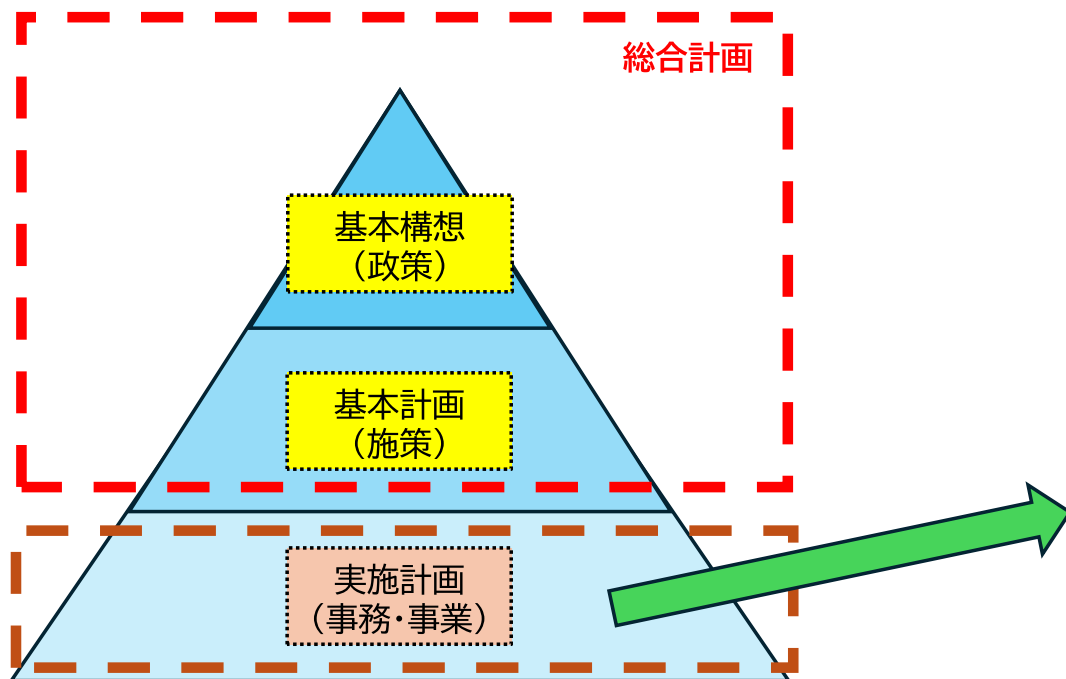 総合計画
基本構想
（政策）
基本計画
（施策）
実施計画
（事務･事業）